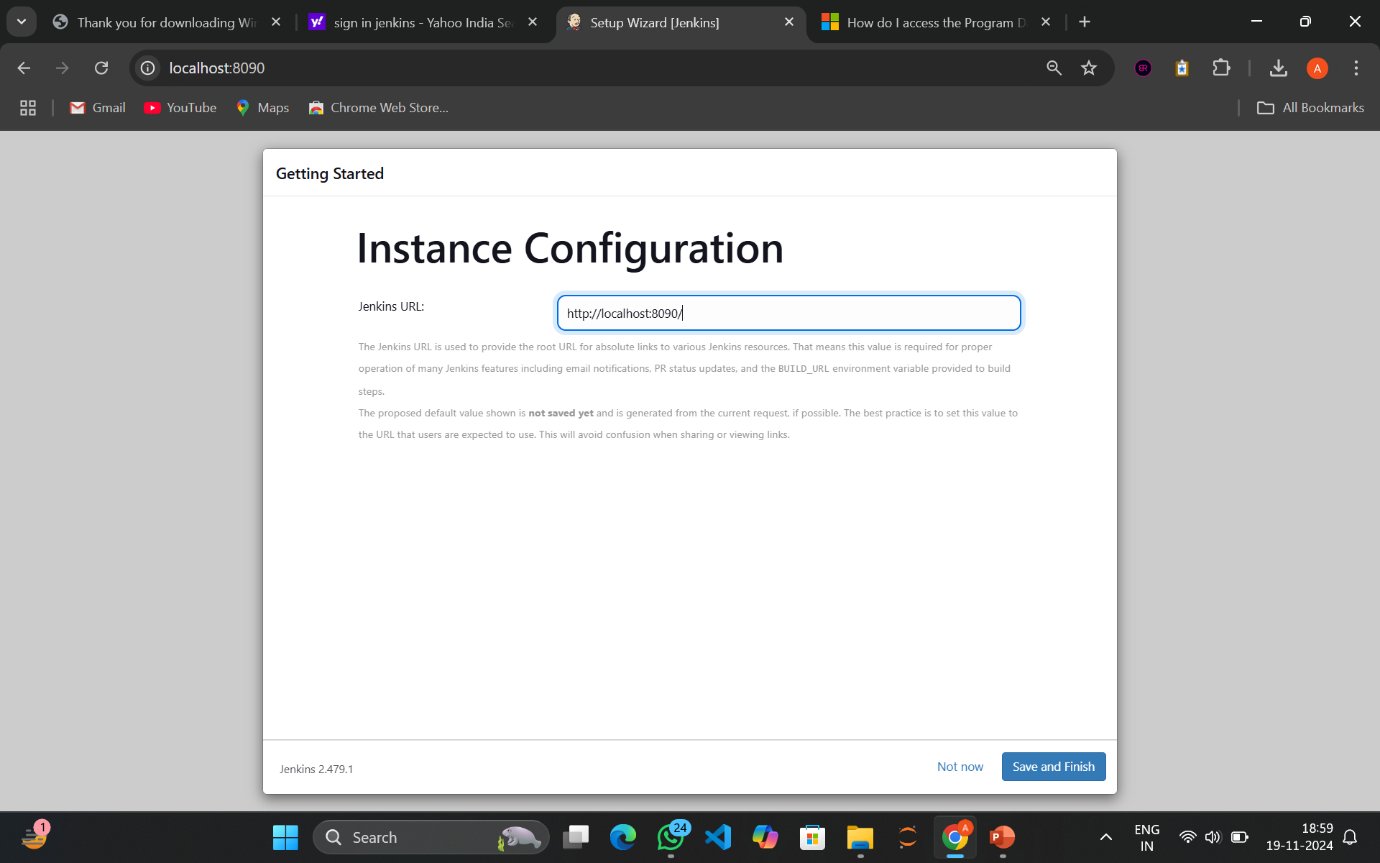 Thank you for downloading Wi
sign in jenkins - Yahoo India Se
Setup Wizard [Jenkins]
How do I access the Program D
localhost:8090
A
Gmail
YouTube
Maps
Chrome Web Store...
All Bookmarks
Getting Started
Instance Configuration
Jenkins URL:
http://localhost:8090/
The Jenkins URL is used to provide the root URL for absolute links to various Jenkins resources. That means this value is required for proper
operation of many Jenkins features including email notifications, PR status updates, and the BUILD_URL environment variable provided to build
steps.
The proposed default value shown is not saved yet and is generated from the current request, if possible. The best practice is to set this value to
the URL that users are expected to use. This will avoid confusion when sharing or viewing links.
Jenkins 2.479.1
Not now
Save and Finish
1
Search
24
A
P
ENG
IN
18:59
19-11-2024